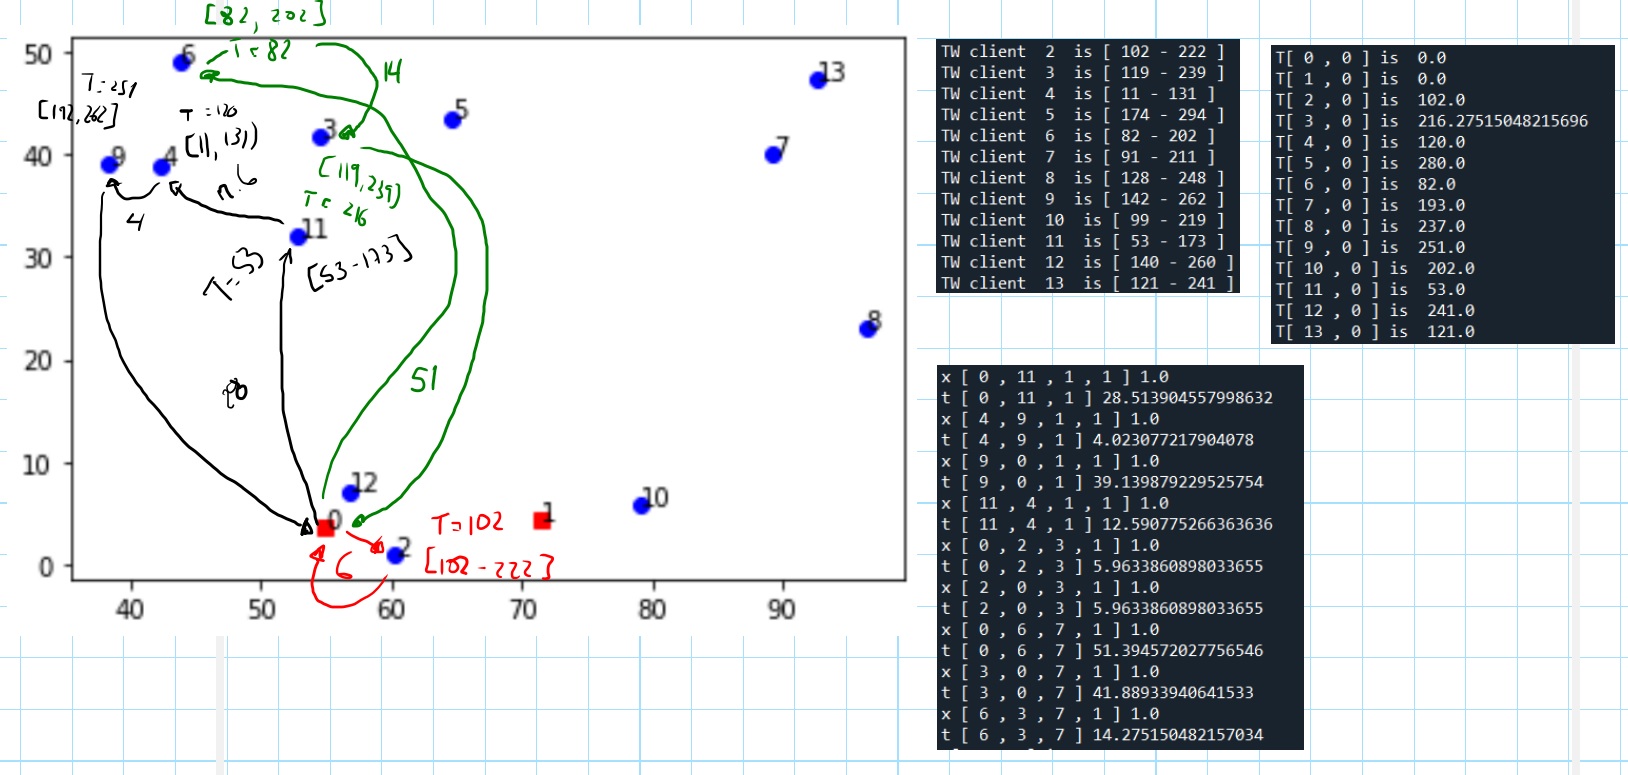 [82, 202]
T = 82
14
50
6
13
T=251
[192,262]
T=120
[11, 131)
5
3
40
9
4
7
[119,239)
T= 216
4
11
[53-173]
30
8
20
51
10
12
10
0
1
T=102
2
[102-222]
6
0
40
50
60
70
80
90
TW client 2 is [ 102 - 222 ]
TW client 3 is [ 119 - 239 ]
TW client 4 is [ 11 - 131 ]
TW client 5 is [ 174 - 294 ]
TW client 6 is [ 82 - 202 ]
TW client 7 is [ 91 - 211 ]
TW client 8 is [ 128 - 248 ]
TW client 9 is [ 142 - 262 ]
TW client 10 is [ 99 - 219 ]
TW client 11 is [ 53 - 173 ]
TW client 12 is [ 140 - 260 ]
TW client 13 is [ 121 - 241 ]
T[ 0 , 0 ] is 0.0
T[ 1 , 0 ] is 0.0
T[ 2 , 0 ] is 102.0
T[ 3 , 0 ] is 216.27515048215696
T[ 4 , 0 ] is 120.0
T[ 5 , 0 ] is 280.0
T[ 6 , 0 ] is 82.0
T[ 7 , 0 ] is 193.0
T[ 8 , 0 ] is 237.0
T[ 9 , 0 ] is 251.0
T[ 10 , 0 ] is 202.0
T[ 11 , 0 ] is 53.0
T[ 12 , 0 ] is 241.0
T[ 13 , 0 ] is 121.0
x [ 0 , 11 , 1 , 1 ] 1.0
t [ 0 , 11 , 1 ] 28.513904557998632
x [ 4 , 9 , 1 , 1 ] 1.0
t [ 4 , 9 , 1 ] 4.023077217904078
x [ 9 , 0 , 1 , 1 ] 1.0
t [ 9 , 0 , 1 ] 39.139879229525754
x [ 11 , 4 , 1 , 1 ] 1.0
t [ 11 , 4 , 1 ] 12.590775266363636
x [ 0 , 2 , 3 , 1 ] 1.0
t [ 0 , 2 , 3 ] 5.9633860898033655
x [ 2 , 0 , 3 , 1 ] 1.0
t [ 2 , 0 , 3 ] 5.9633860898033655
x [ 0 , 6 , 7 , 1 ] 1.0
t [ 0 , 6 , 7 ] 51.394572027756546
x [ 3 , 0 , 7 , 1 ] 1.0
t [ 3 , 0 , 7 ] 41.88933940641533
x [ 6 , 3 , 7 , 1 ] 1.0
t [ 6 , 3 , 7 ] 14.275150482157034